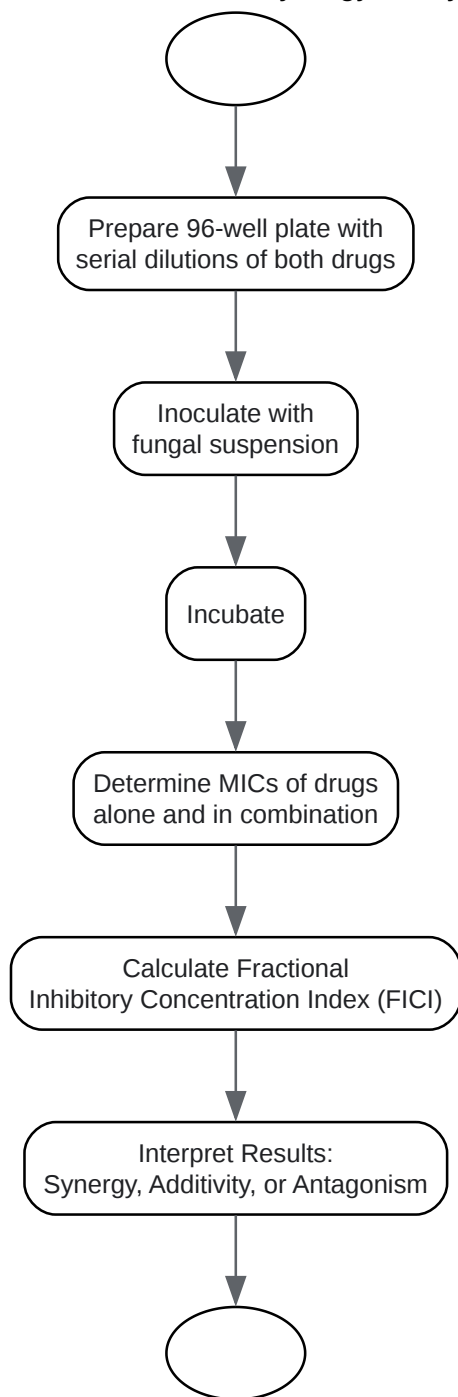 Prepare 96-well plate with
serial dilutions of both drugs
Inoculate with
fungal suspension
Incubate
Determine MICs of drugs
alone and in combination
Calculate Fractional
Inhibitory Concentration Index (FICI)
Interpret Results:
Synergy, Additivity, or Antagonism